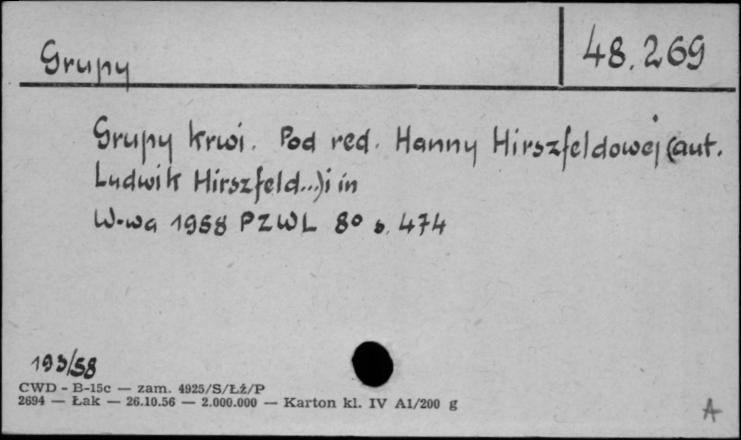 Grupy
48.269
Grupy krwi. Pod red. Hanny Hirszfeldowej (aut.
Ludwik Hirszfeld...) i in
W-wa 1958 PZWL 8° s. 474
193/58
CWD - B-15c — zam. 4925/S/ŁŻ/P
2694 — Łak — 26.10.56 — 2.000.000 — Karton kl. IV A1/200 g
A